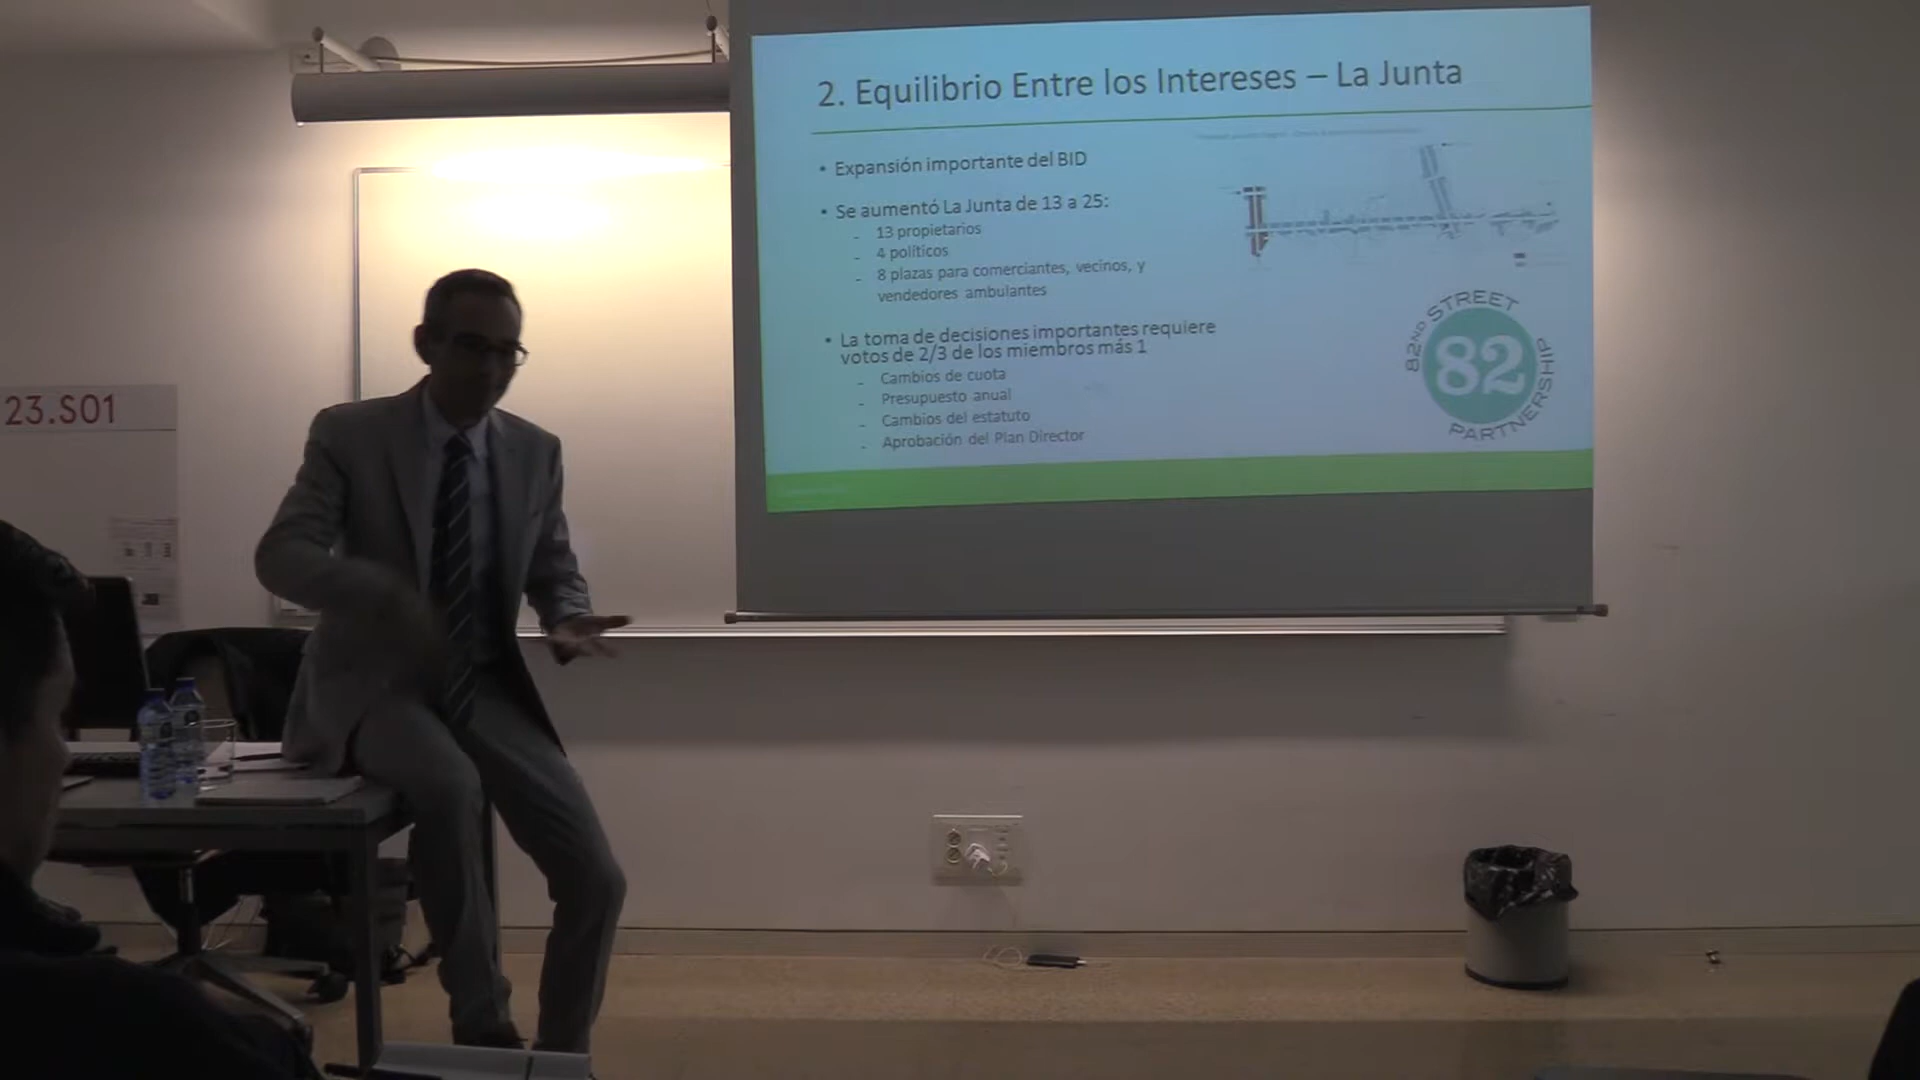 2. Equilibrio Entre los Intereses – La Junta
• Expansión importante del BID
• Se aumentó La Junta de 13 a 25:
- 13 propietarios
- 4 políticos
- 8 plazas para comerciantes, vecinos, y
vendedores ambulantes
• La toma de decisiones importantes requiere
votos de 2/3 de los miembros más 1
- Cambios de cuota
- Presupuesto anual
- Cambios del estatuto
- Aprobación del Plan Director
82ND STREET
82
PARTNERSHIP
23.S01